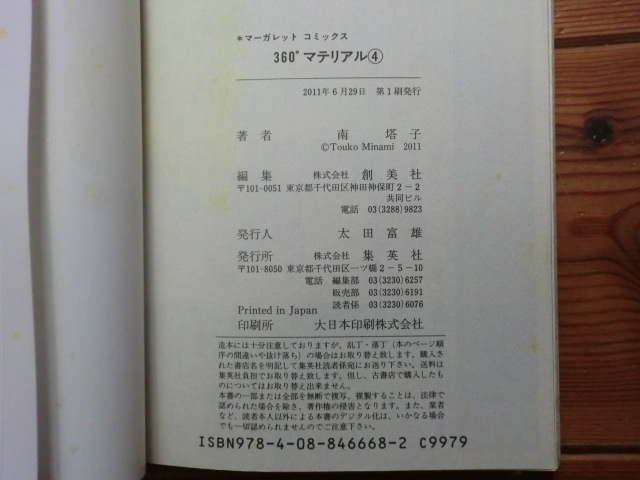 ＊マーガレット コミックス
360°マテリアル④
2011年6月29日　第1刷発行
著者　南 塔子
©Touko Minami 2011
編集　株式会社 創美社
〒101-0051 東京都千代田区神田神保町2－2
共同ビル
電話 03(3288)9823
発行人　太田富雄
発行所　株式会社 集英社
〒101-8050 東京都千代田区一ツ橋2－5－10
電話 編集部 03(3230)6257
販売部 03(3230)6191
読者係 03(3230)6076
Printed in Japan
印刷所　大日本印刷株式会社
造本には十分注意しておりますが、乱丁・落丁（本のページ順
序の間違いや抜け落ち）の場合はお取り替え致します。購入さ
れた書店名を明記して集英社読者係宛にお送り下さい。送料は
集英社負担でお取り替え致します。但し、古書店で購入したも
のについてはお取り替え出来ません。
本書の一部または全部を無断で複写、複製することは、法律で
認められた場合を除き、著作権の侵害となります。また、業者
など、読者本人以外による本書のデジタル化は、いかなる場合
でも一切認められませんのでご注意下さい。
ISBN978-4-08-846668-2 C9979